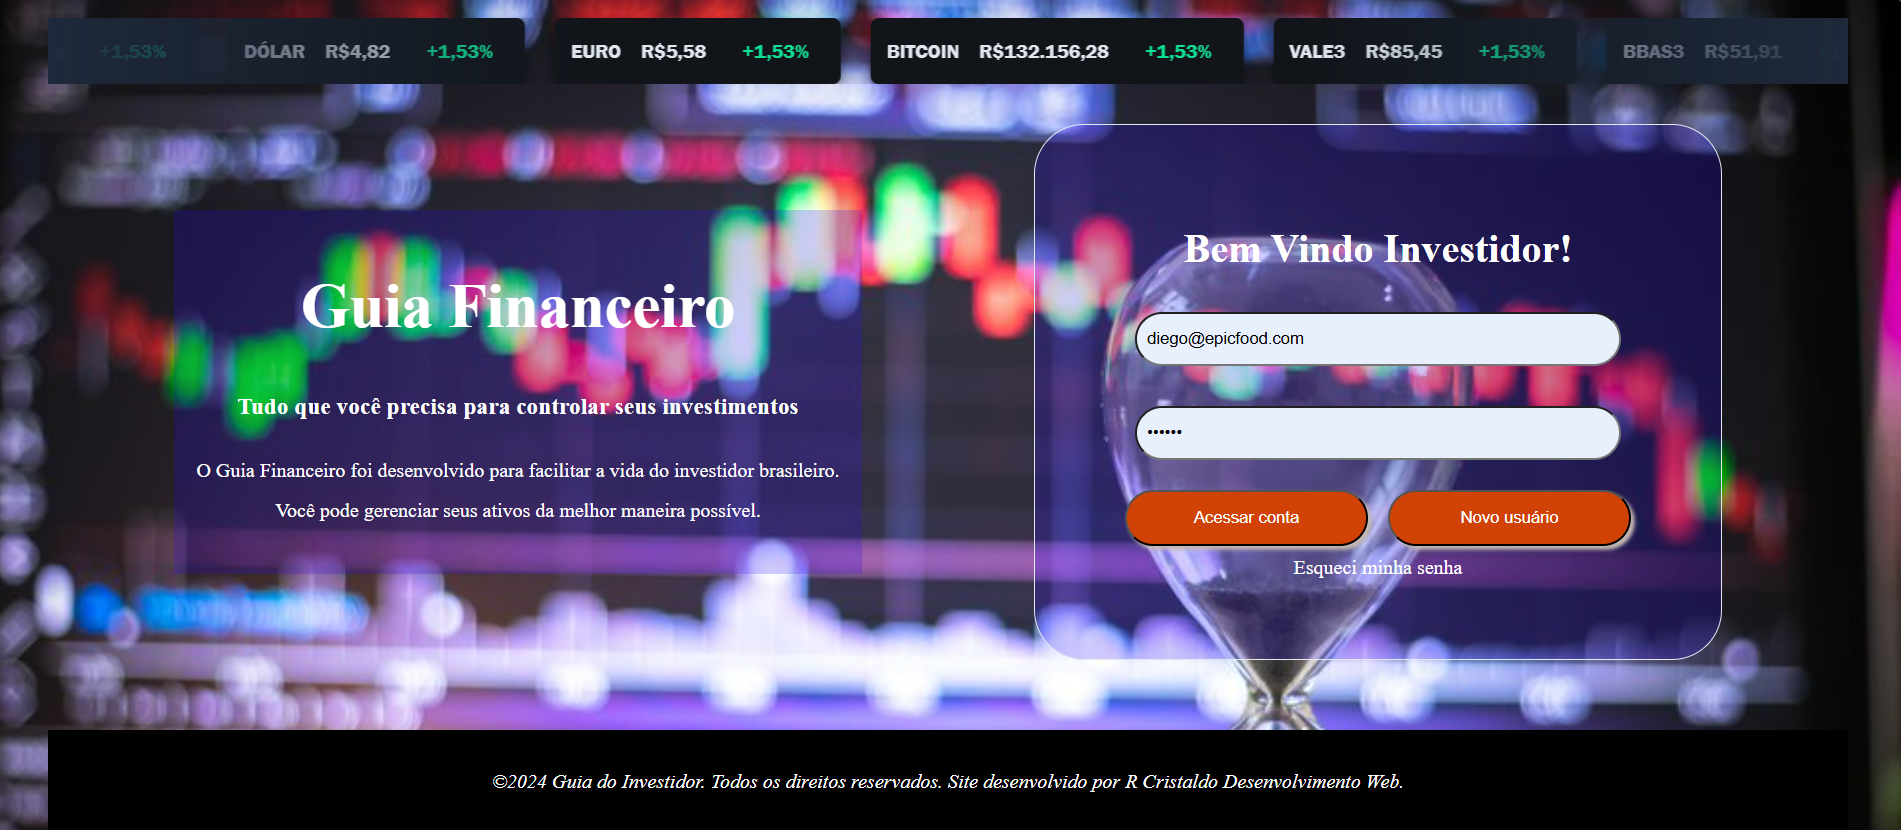 +1,53% DÓLAR R$4,82 +1,53% EURO R$5,58 +1,53% BITCOIN R$132.156,28 +1,53% VALE3 R$85,45 +1,53% BBAS3 R$51,91
Guia Financeiro
Tudo que você precisa para controlar seus investimentos
O Guia Financeiro foi desenvolvido para facilitar a vida do investidor brasileiro.
Você pode gerenciar seus ativos da melhor maneira possível.
Bem Vindo Investidor!
diego@epicfood.com
••••••
Acessar conta Novo usuário
Esqueci minha senha
©2024 Guia do Investidor. Todos os direitos reservados. Site desenvolvido por R Cristaldo Desenvolvimento Web.